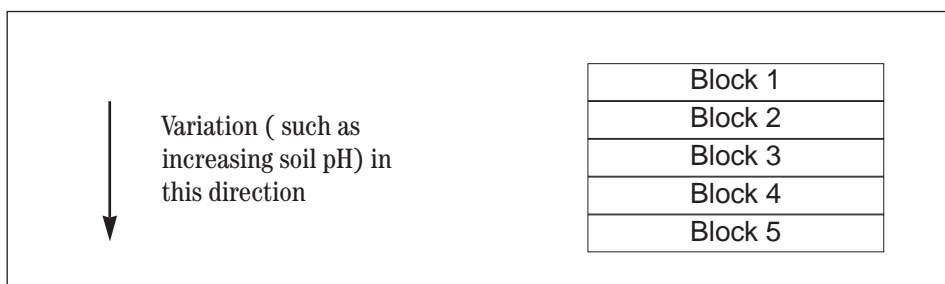 Variation ( such as
increasing soil pH) in
this direction
Block 1
Block 2
Block 3
Block 4
Block 5